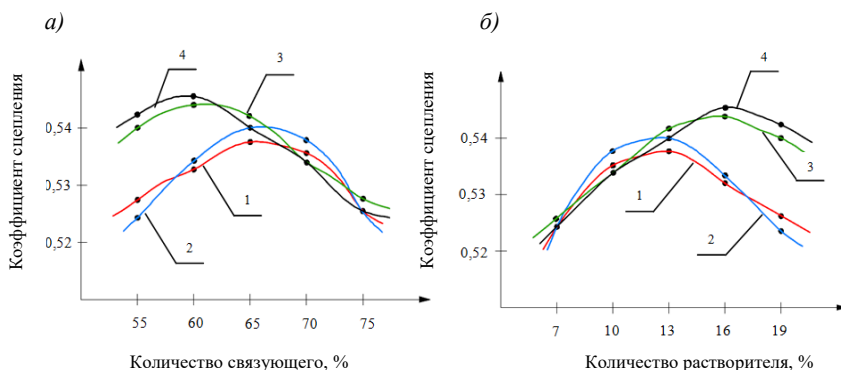 а)
Коэффициент сцепления
0,54
0,53
0,52
4
3
1
2
55 60 65 70 75
Количество связующего, %
б)
Коэффициент сцепления
0,54
0,53
0,52
4
3
1
2
7 10 13 16 19
Количество растворителя, %